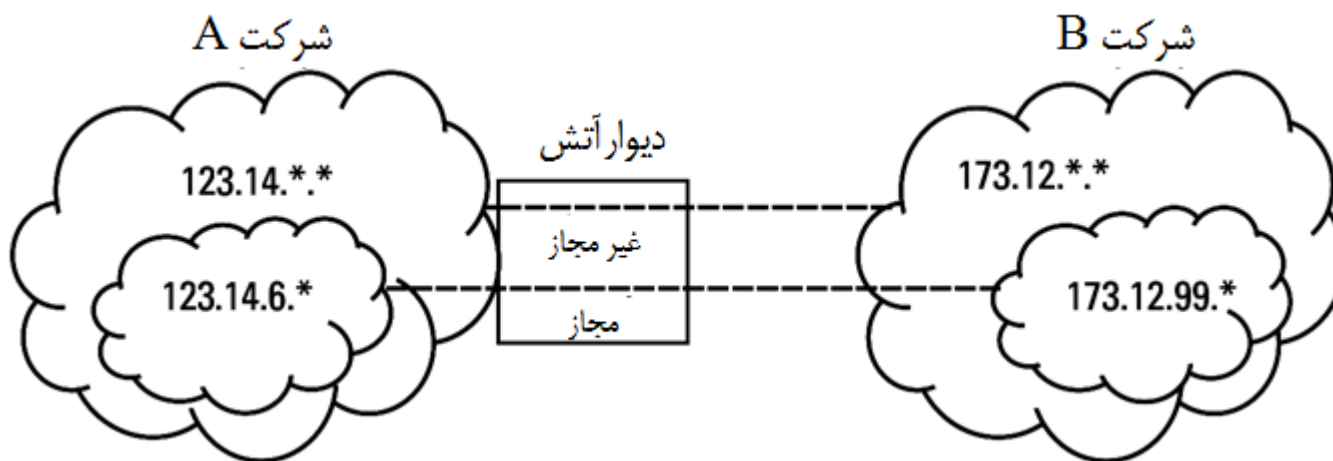 شرکت A
شرکت B
دیوار آتش
123.14.*.*
173.12.*.*
غیر مجاز
123.14.6.*
173.12.99.*
مجاز